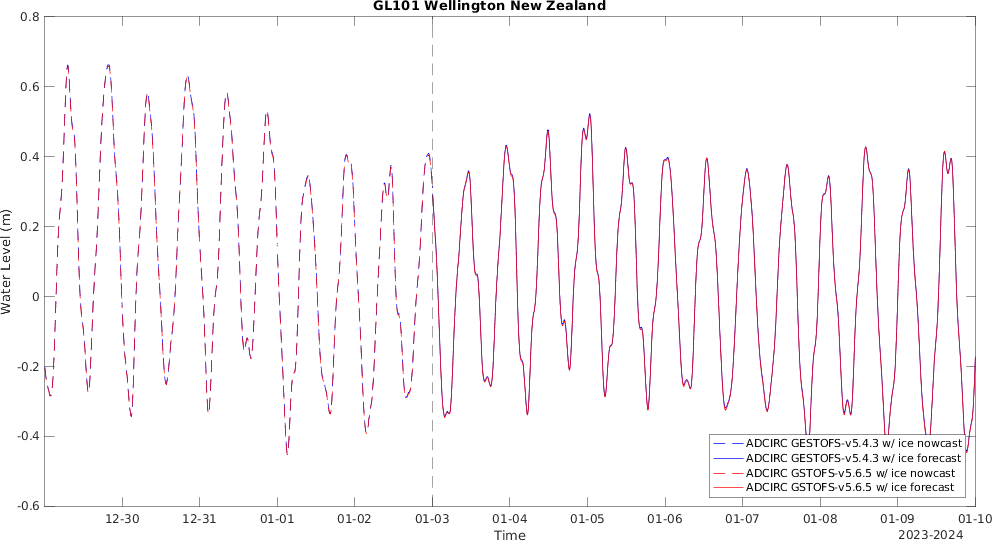 GL101 Wellington New Zealand
0.8
0.6
0.4
0.2
0
-0.2
-0.4
-0.6
Water Level (m)
ADCIRC GESTOFS-v5.4.3 w/ ice nowcast
ADCIRC GESTOFS-v5.4.3 w/ ice forecast
ADCIRC GSTOFS-v5.6.5 w/ ice nowcast
ADCIRC GSTOFS-v5.6.5 w/ ice forecast
12-30 12-31 01-01 01-02 01-03 01-04 01-05 01-06 01-07 01-08 01-09 01-10
Time
2023-2024